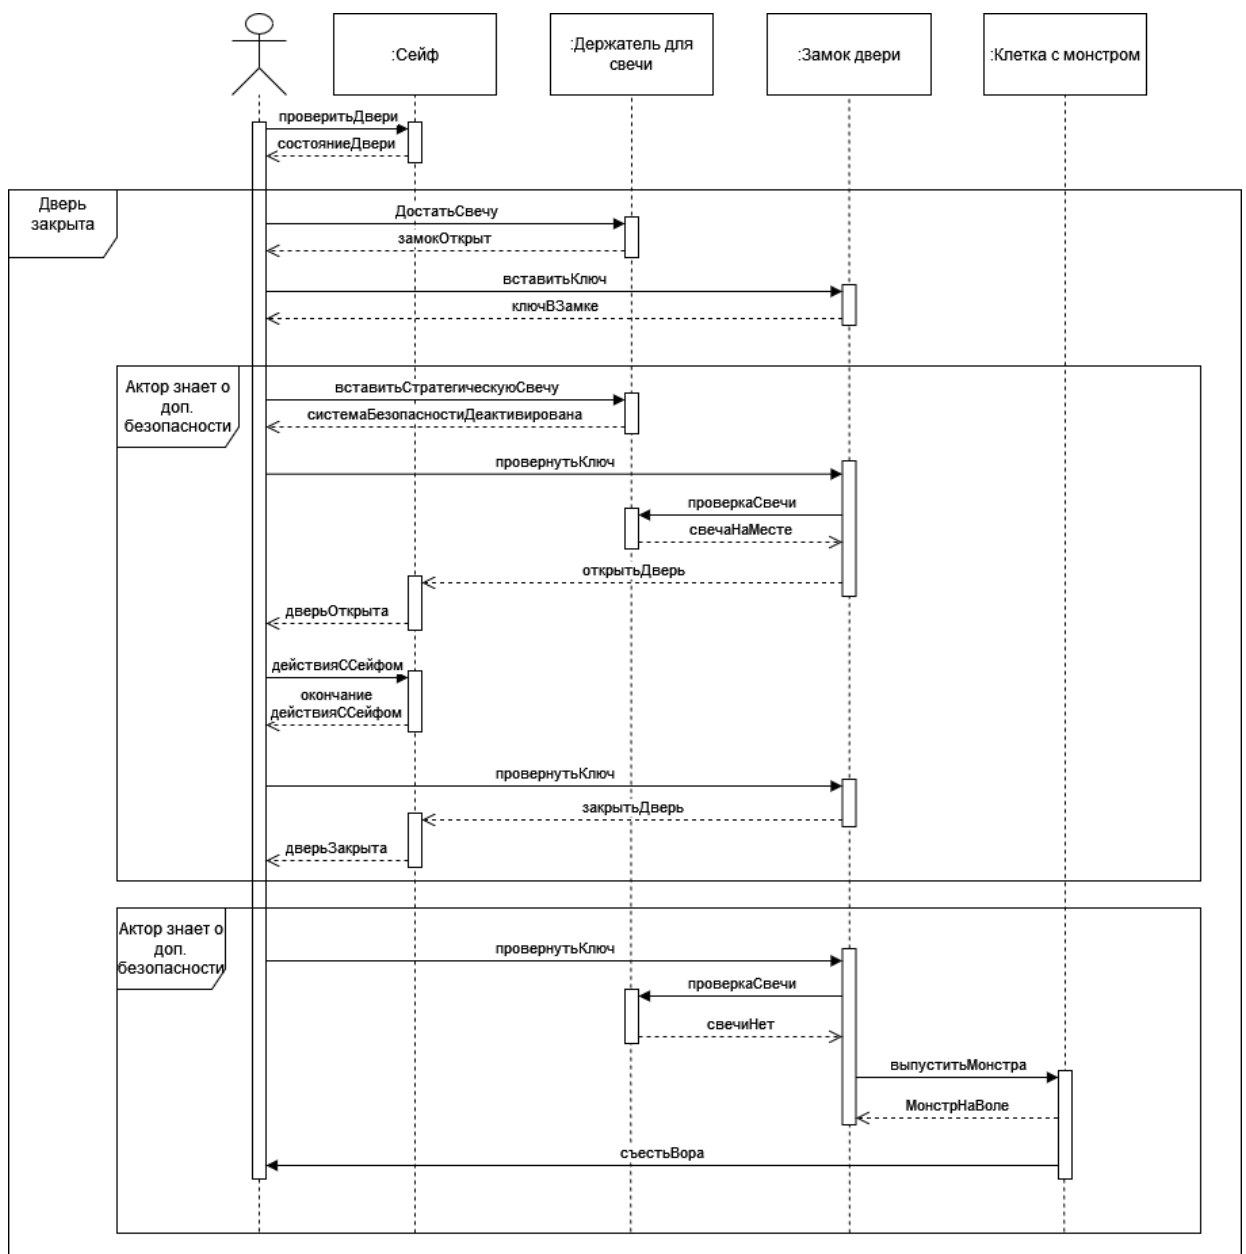 :Сейф
:Держатель для
свечи
:Замок двери
:Клетка с монстром
проверитьДвери
состояниеДвери
Дверь
закрыта
ДостатьСвечу
замокОткрыт
вставитьКлюч
ключВЗамке
Актор знает о
доп.
безопасности
вставитьСтратегическуюСвечу
системаБезопасностиДеактивирована
провернутьКлюч
проверкаСвечи
свечаНаМесте
открытьДверь
дверьОткрыта
действияССейфом
окончание
действияССейфом
провернутьКлюч
закрытьДверь
дверьЗакрыта
Актор знает о
доп.
безопасности
провернутьКлюч
проверкаСвечи
свечиНет
выпуститьМонстра
МонстрНаВоле
съестьВора